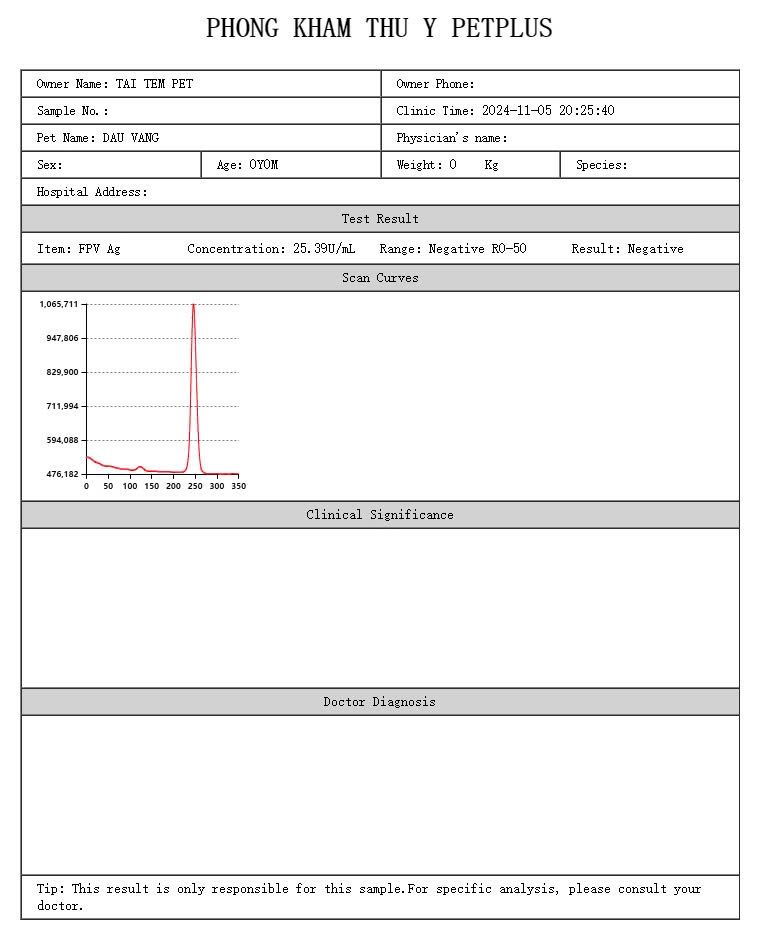 PHONG KHAM THU Y PETPLUS
Owner Name: TAI TEM PET
Owner Phone:
Sample No.:
Clinic Time: 2024-11-05 20:25:40
Pet Name: DAU VANG
Physician's name:
Sex:
Age: 0Y0M
Weight: 0 Kg
Species:
Hospital Address:
Test Result
Item: FPV Ag
Concentration: 25.39U/mL
Range: Negative R0-50
Result: Negative
Scan Curves
1,065,711
947,806
829,900
711,994
594,088
476,182
0 50 100 150 200 250 300 350
Clinical Significance
Doctor Diagnosis
Tip: This result is only responsible for this sample.For specific analysis, please consult your
doctor.